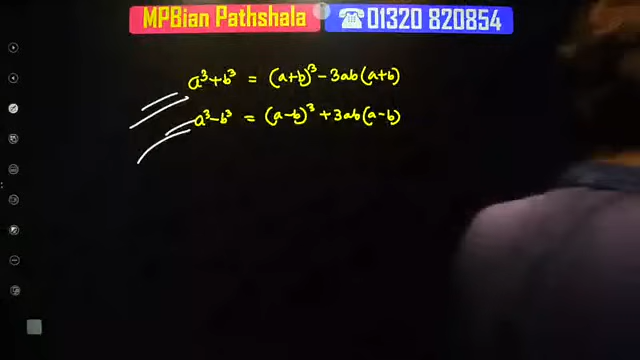 MPBian Pathshala ☎01320 820854
a³+b³ = (a+b)³-3ab(a+b)
a³-b³ = (a-b)³+3ab(a-b)